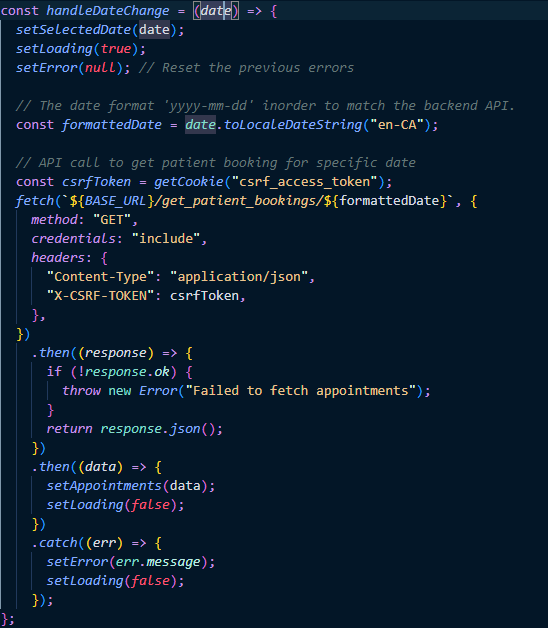 const handleDateChange = (date) => {
  setSelectedDate(date);
  setLoading(true);
  setError(null); // Reset the previous errors

  // The date format 'yyyy-mm-dd' inorder to match the backend API.
  const formattedDate = date.toLocaleDateString("en-CA");

  // API call to get patient booking for specific date
  const csrfToken = getCookie("csrf_access_token");
  fetch(`${BASE_URL}/get_patient_bookings/${formattedDate}`, {
    method: "GET",
    credentials: "include",
    headers: {
      "Content-Type": "application/json",
      "X-CSRF-TOKEN": csrfToken,
    },
  })
    .then((response) => {
      if (!response.ok) {
        throw new Error("Failed to fetch appointments");
      }
      return response.json();
    })
    .then((data) => {
      setAppointments(data);
      setLoading(false);
    })
    .catch((err) => {
      setError(err.message);
      setLoading(false);
    });
};